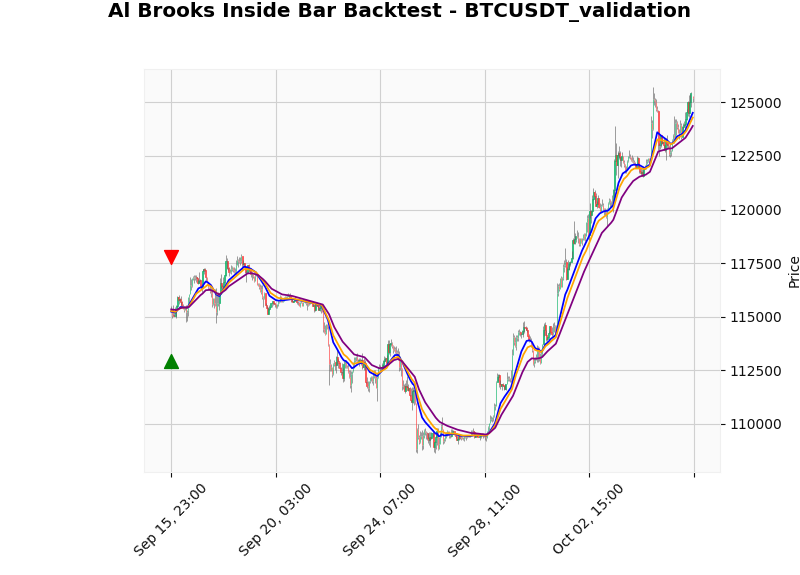 Al Brooks Inside Bar Backtest - BTCUSDT_validation
125000
122500
120000
117500
115000
112500
110000
Price
Sep 15, 23:00
Sep 20, 03:00
Sep 24, 07:00
Sep 28, 11:00
Oct 02, 15:00